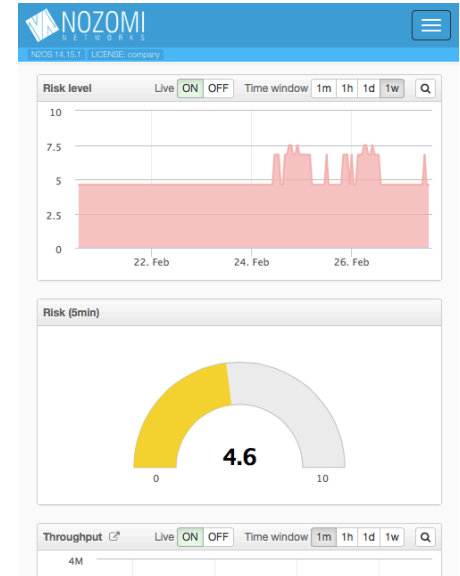 NOZOMI
NETWORKS
N2OS 14.15.1 LICENSE: company
Risk level Live ON OFF Time window 1m 1h 1d 1w
10
7.5
5
2.5
0
22. Feb 24. Feb 26. Feb
Risk (5min)
4.6
0 10
Throughput Live ON OFF Time window 1m 1h 1d 1w
4M